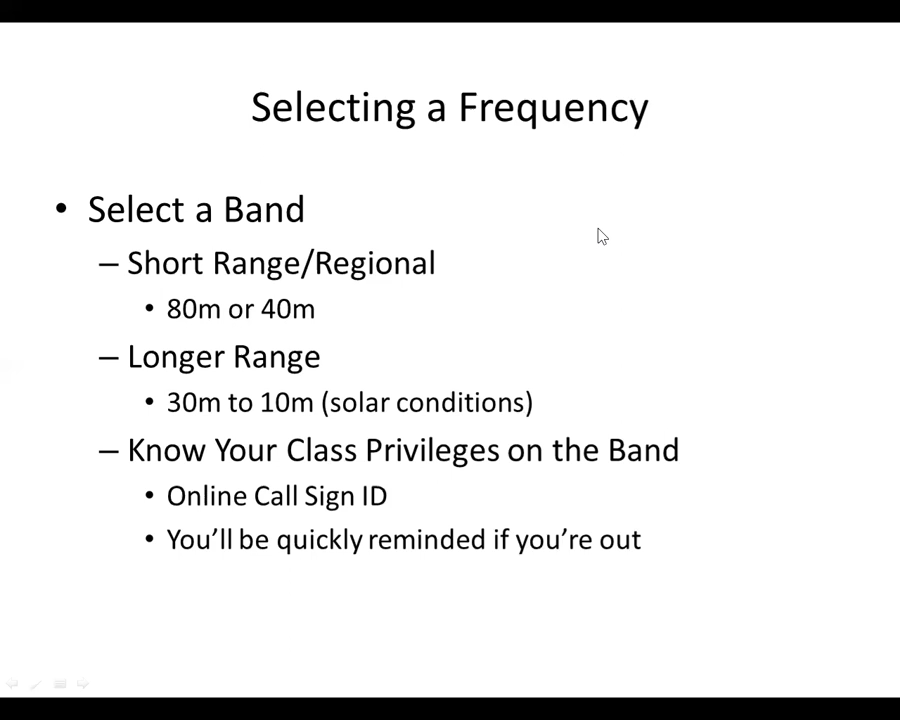 Selecting a Frequency
• Select a Band
– Short Range/Regional
• 80m or 40m
– Longer Range
• 30m to 10m (solar conditions)
– Know Your Class Privileges on the Band
• Online Call Sign ID
• You’ll be quickly reminded if you’re out